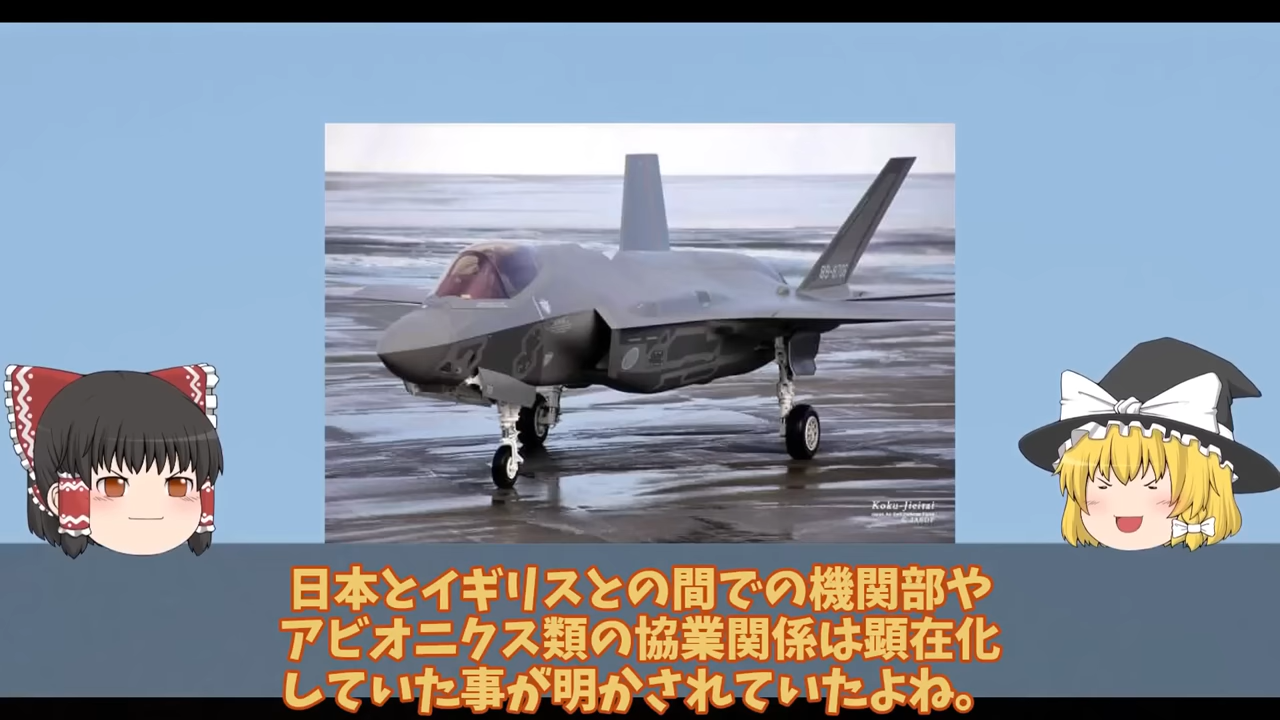 Koku-Jieitai
日本とイギリスとの間での機関部や
アビオニクス類の協業関係は顕在化
していた事が明かされていたよね。